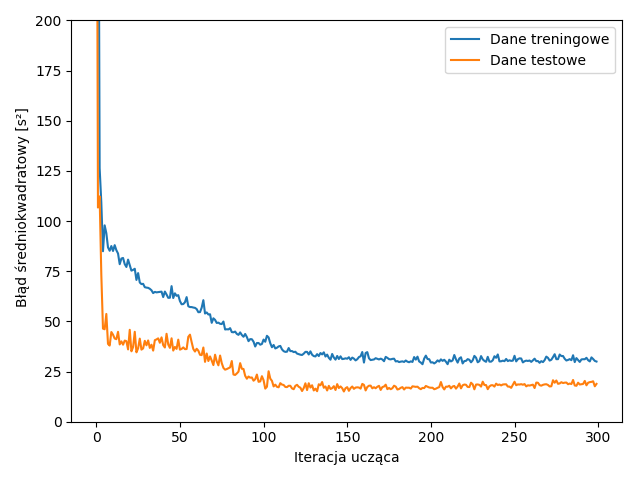 200
175
150
125
100
75
50
25
0
Błąd średniokwadratowy [s²]
Dane treningowe
Dane testowe
0 50 100 150 200 250 300
Iteracja ucząca